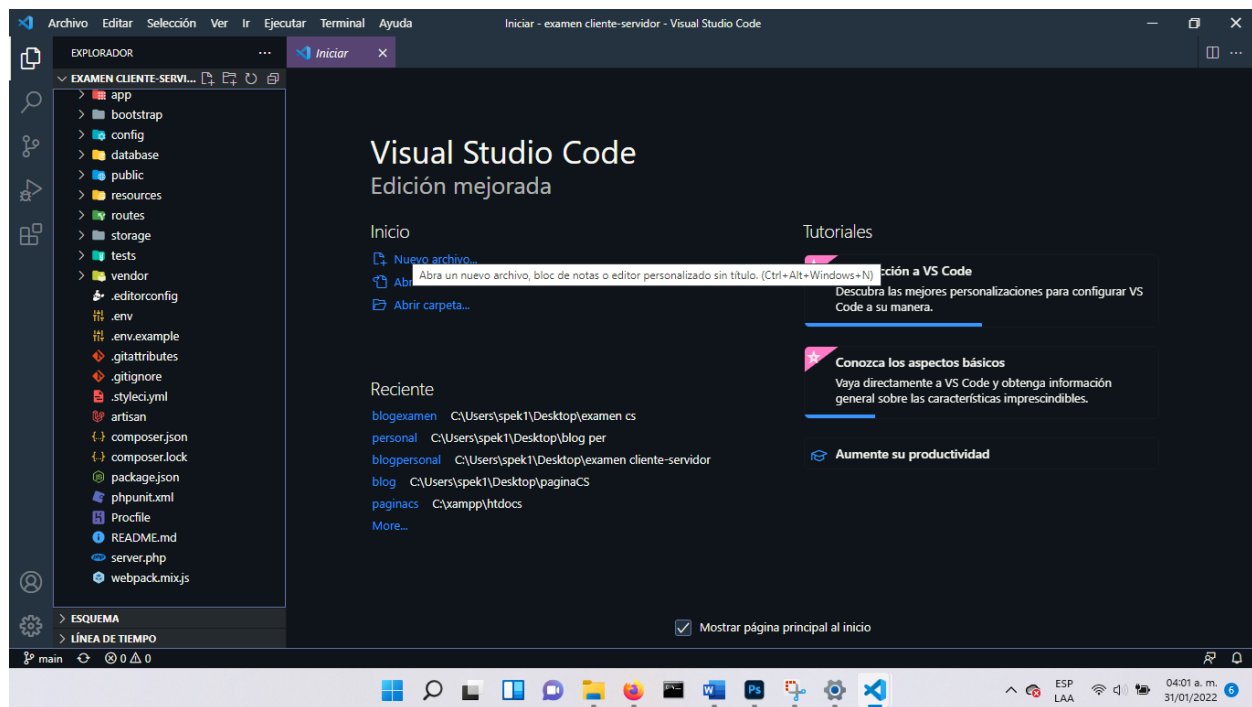 Archivo Editar Selección Ver Ir Ejecutar Terminal Ayuda
Iniciar - examen cliente-servidor - Visual Studio Code
EXPLORADOR
Iniciar
EXAMEN CLIENTE-SERVI...
app
bootstrap
config
database
public
resources
routes
storage
tests
vendor
.editorconfig
.env
.env.example
.gitattributes
.gitignore
.styleci.yml
artisan
composer.json
composer.lock
package.json
phpunit.xml
Procfile
README.md
server.php
webpack.mix.js
ESQUEMA
LÍNEA DE TIEMPO
Visual Studio Code
Edición mejorada
Inicio
Nuevo archivo...
Abra un nuevo archivo, bloc de notas o editor personalizado sin título. (Ctrl+Alt+Windows+N)
Abrir carpeta...
Reciente
blogexamen C:\Users\spek1\Desktop\examen cs
personal C:\Users\spek1\Desktop\blog per
blogpersonal C:\Users\spek1\Desktop\examen cliente-servidor
blog C:\Users\spek1\Desktop\paginaCS
paginacs C:\xampp\htdocs
More...
Tutoriales
cción a VS Code
Descubra las mejores personalizaciones para configurar VS
Code a su manera.
Conozca los aspectos básicos
Vaya directamente a VS Code y obtenga información
general sobre las características imprescindibles.
Aumente su productividad
Mostrar página principal al inicio
main 0 0
ESP
LAA
04:01 a. m.
31/01/2022
6